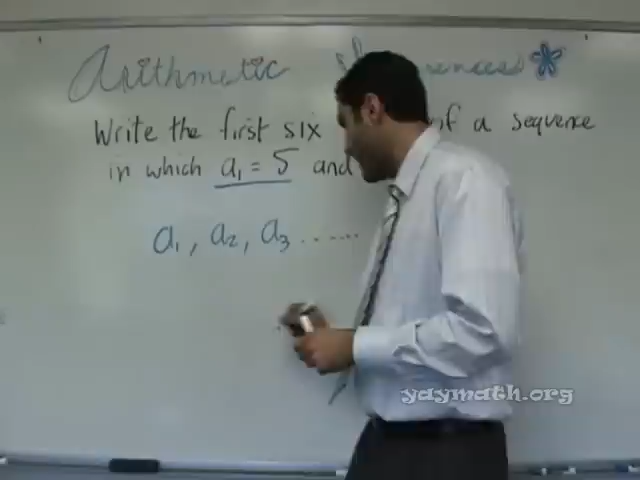 Arithmetic
Write the first six of a sequence
in which a₁ = 5 and
a₁, a₂, a₃ ......
yaymath.org